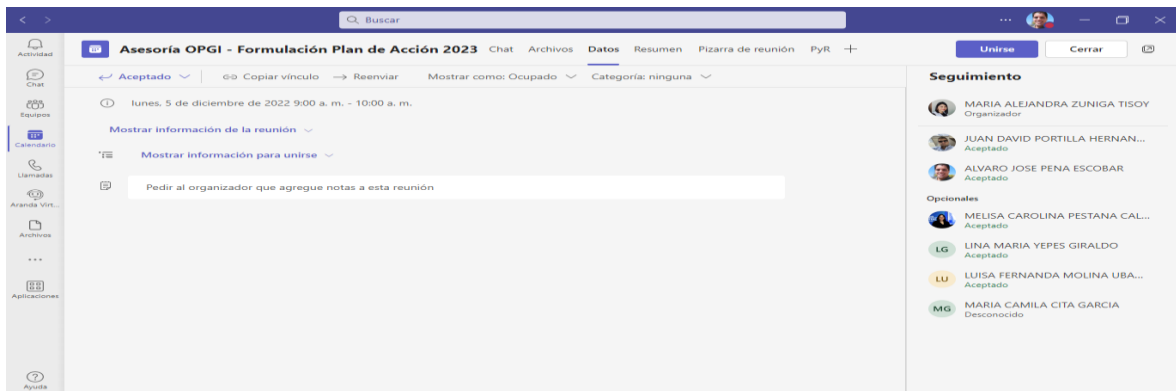 Buscar
Actividad
Chat
Equipos
Calendario
Llamadas
Aranda Virt...
Archivos
Aplicaciones
Ayuda
Asesoría OPGI - Formulación Plan de Acción 2023 Chat Archivos Datos Resumen Pizarra de reunión PyR
Unirse Cerrar
Aceptado Copiar vínculo Reenviar Mostrar como: Ocupado Categoría: ninguna
lunes, 5 de diciembre de 2022 9:00 a. m. - 10:00 a. m.
Mostrar información de la reunión
Mostrar información para unirse
Pedir al organizador que agregue notas a esta reunión
Seguimiento
MARIA ALEJANDRA ZUNIGA TISOY
Organizador
JUAN DAVID PORTILLA HERNAN...
Aceptado
ALVARO JOSE PENA ESCOBAR
Aceptado
Opcionales
MELISA CAROLINA PESTANA CAL...
Aceptado
LG LINA MARIA YEPES GIRALDO
Aceptado
LU LUISA FERNANDA MOLINA UBA...
Aceptado
MG MARIA CAMILA CITA GARCIA
Desconocido